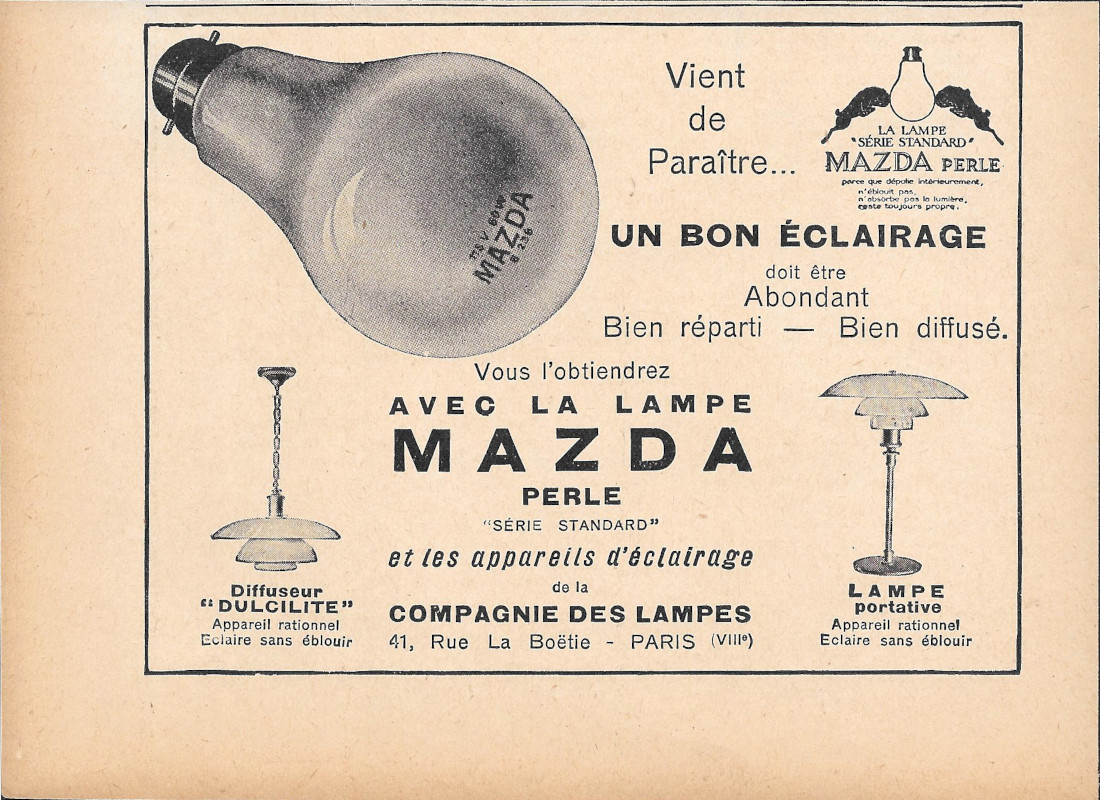 Vient
de
Paraître...
LA LAMPE
"SÉRIE STANDARD"
MAZDA PERLE
parce que dépolie intérieurement,
n'éblouit pas,
n'absorbe pas la lumière,
reste toujours propre.
115 V 60 W
MAZDA
236
UN BON ÉCLAIRAGE
doit être
Abondant
Bien réparti — Bien diffusé.
Vous l'obtiendrez
AVEC LA LAMPE
MAZDA
PERLE
"SÉRIE STANDARD"
et les appareils d'éclairage
de la
COMPAGNIE DES LAMPES
41, Rue La Boëtie - PARIS (VIIIe)
Diffuseur
"DULCILITE"
Appareil rationnel
Eclaire sans éblouir
LAMPE
portative
Appareil rationnel
Eclaire sans éblouir